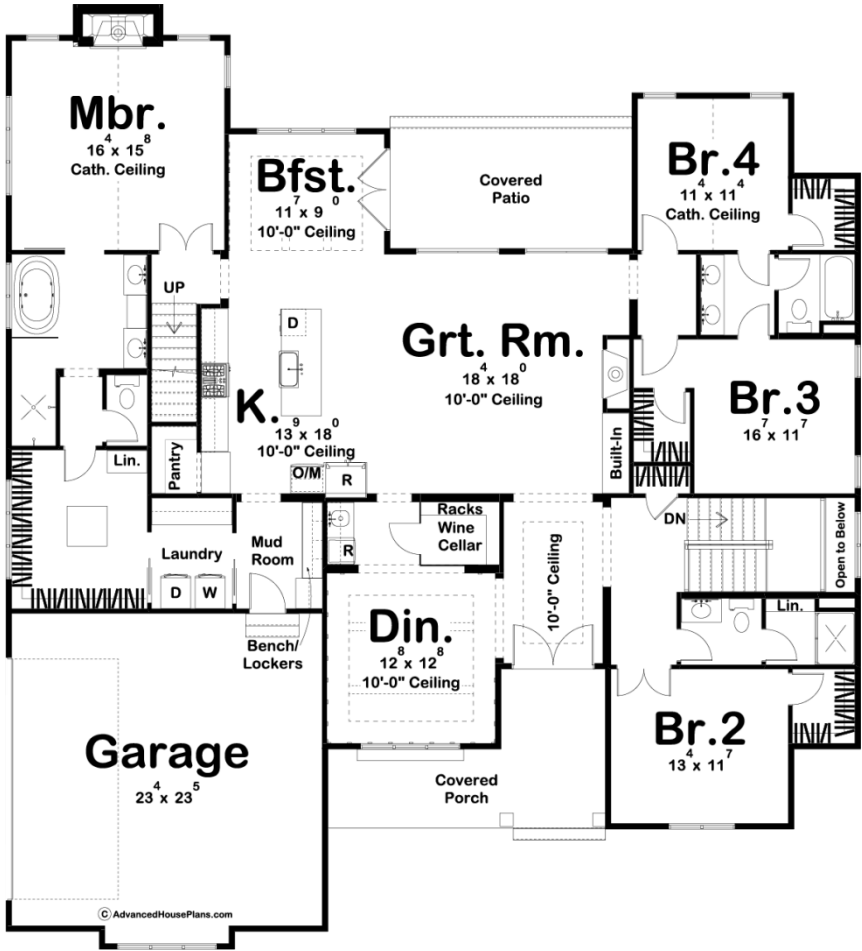 Mbr.
16⁴ x 15⁸
Cath. Ceiling
Bfst.
11⁷ x 9⁰
10'-0" Ceiling
Covered
Patio
Br.4
11⁴ x 11⁴
Cath. Ceiling
UP
D
Grt. Rm.
18⁴ x 18⁰
10'-0" Ceiling
K.
13⁹ x 18⁰
10'-0" Ceiling
Br.3
16⁷ x 11⁷
Built-In
Lin.
Pantry
O/M
R
Racks
Wine
Cellar
R
DN
Open to Below
Mud
Room
Laundry
D
W
10'-0" Ceiling
Lin.
Bench/
Lockers
Din.
12⁸ x 12⁸
10'-0" Ceiling
Br.2
13⁴ x 11⁷
Garage
23⁴ x 23⁵
Covered
Porch
© AdvancedHousePlans.com